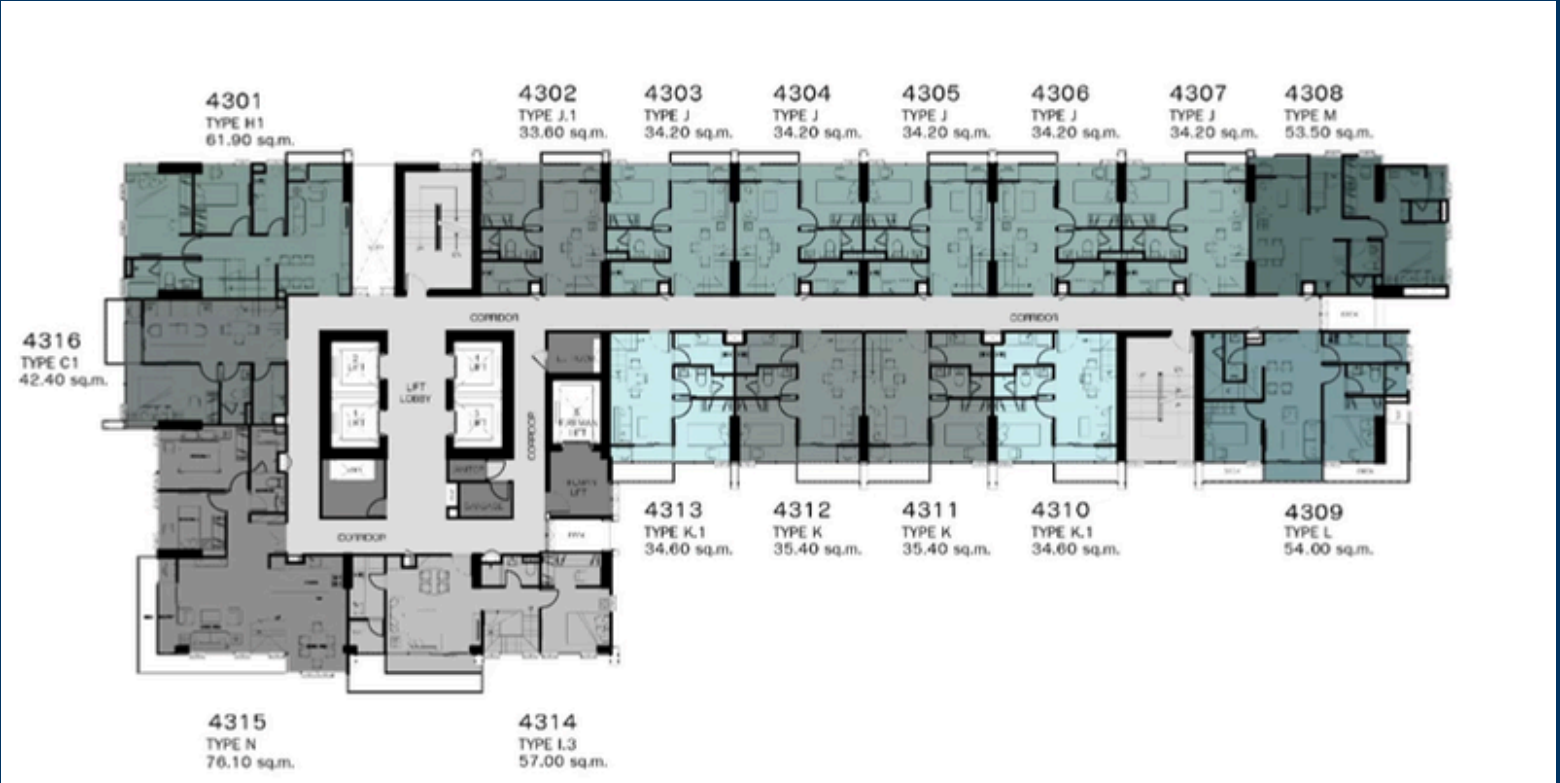 4301
TYPE H1
61.90 sq.m.
4302
TYPE J.1
33.60 sq.m.
4303
TYPE J
34.20 sq.m.
4304
TYPE J
34.20 sq.m.
4305
TYPE J
34.20 sq.m.
4306
TYPE J
34.20 sq.m.
4307
TYPE J
34.20 sq.m.
4308
TYPE M
53.50 sq.m.
4316
TYPE C1
42.40 sq.m.
CORRIDOR
CORRIDOR
LIFT
LOBBY
CORRIDOR
LIFT
JANITOR
GARBAGE
CORRIDOR
4313
TYPE K.1
34.60 sq.m.
4312
TYPE K
35.40 sq.m.
4311
TYPE K
35.40 sq.m.
4310
TYPE K.1
34.60 sq.m.
4309
TYPE L
54.00 sq.m.
4315
TYPE N
76.10 sq.m.
4314
TYPE I.3
57.00 sq.m.